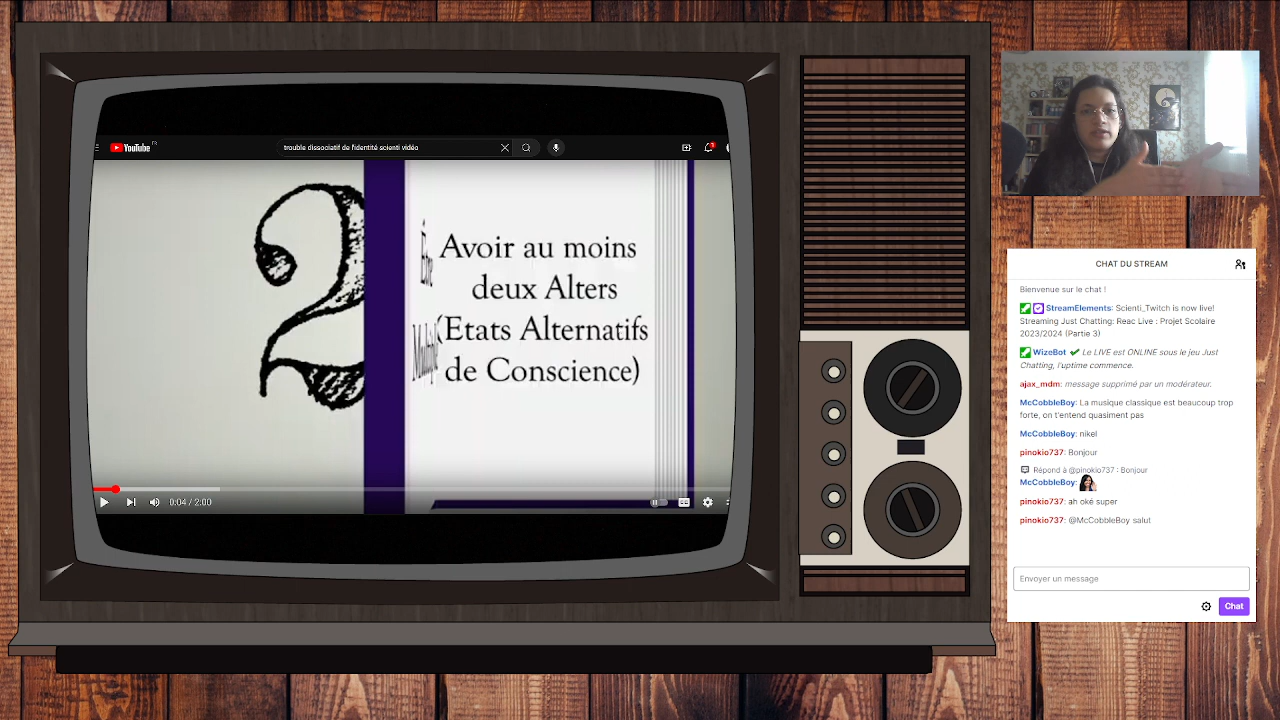 YouTube FR
trouble dissociatif de l'identité scienti vidéo
2
Être
Multiple
Avoir au moins
deux Alters
(Etats Alternatifs
de Conscience)
0:04 / 2:00
CHAT DU STREAM
Bienvenue sur le chat !
StreamElements: Scienti_Twitch is now live!
Streaming Just Chatting: Reac Live : Projet Scolaire
2023/2024 (Partie 3)
WizeBot Le LIVE est ONLINE sous le jeu Just
Chatting, l'uptime commence.
ajax_mdm: message supprimé par un modérateur.
McCobbleBoy: La musique classique est beaucoup trop
forte, on t'entend quasiment pas
McCobbleBoy: nikel
pinokio737: Bonjour
Répond à @pinokio737 : Bonjour
McCobbleBoy:
pinokio737: ah oké super
pinokio737: @McCobbleBoy salut
Envoyer un message
Chat